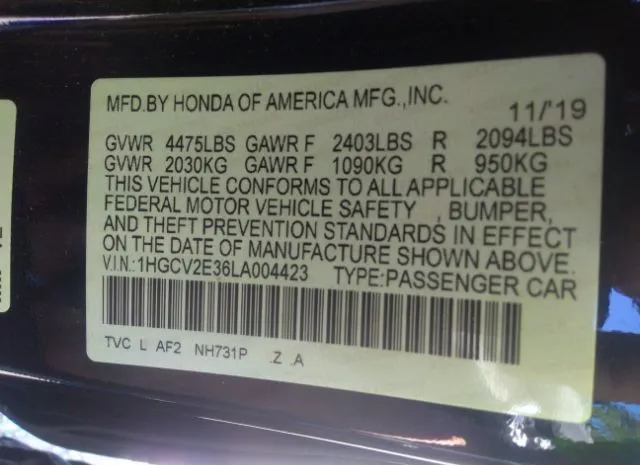 MFD.BY HONDA OF AMERICA MFG.,INC.
11/'19
GVWR 4475LBS GAWR F 2403LBS R 2094LBS
GVWR 2030KG GAWR F 1090KG R 950KG
THIS VEHICLE CONFORMS TO ALL APPLICABLE
FEDERAL MOTOR VEHICLE SAFETY , BUMPER,
AND THEFT PREVENTION STANDARDS IN EFFECT
ON THE DATE OF MANUFACTURE SHOWN ABOVE.
V.I.N.:1HGCV2E36LA004423 TYPE:PASSENGER CAR
TVC L AF2 NH731P .Z .A